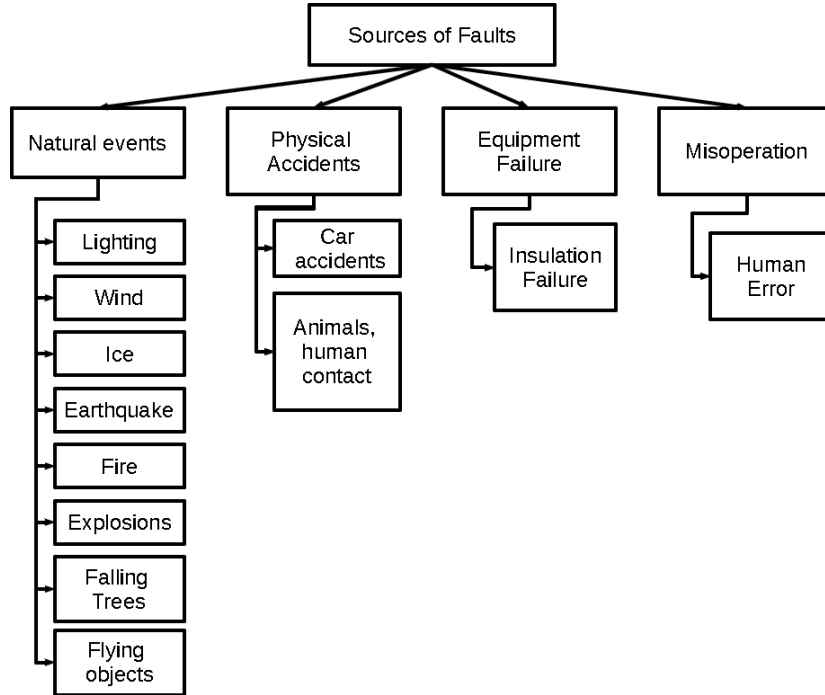 Sources of Faults
Natural events
Physical
Accidents
Equipment
Failure
Misoperation
Lighting
Wind
Ice
Earthquake
Fire
Explosions
Falling
Trees
Flying
objects
Car
accidents
Animals,
human
contact
Insulation
Failure
Human
Error